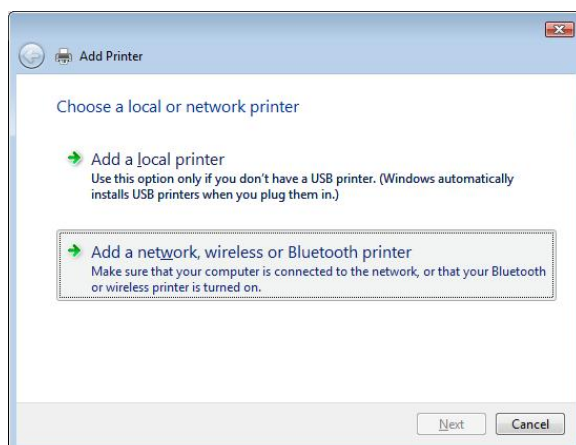 Add Printer
Choose a local or network printer
Add a local printer
Use this option only if you don't have a USB printer. (Windows automatically
installs USB printers when you plug them in.)
Add a network, wireless or Bluetooth printer
Make sure that your computer is connected to the network, or that your Bluetooth
or wireless printer is turned on.
Next Cancel